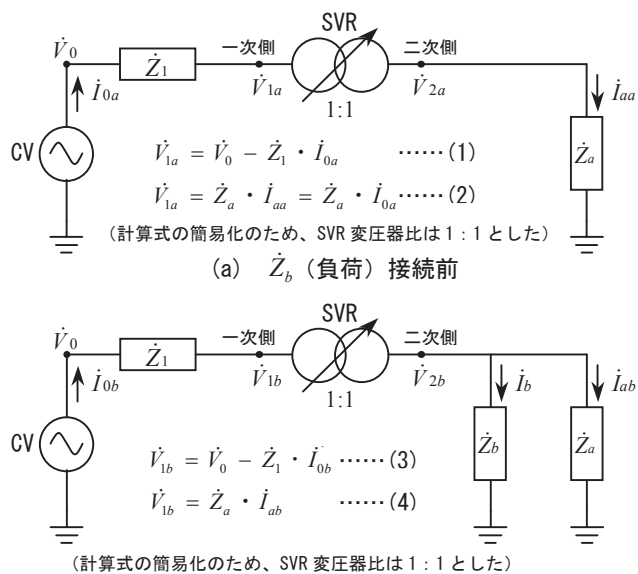 SVR
V̇₀ Ż₁ 一次側 二次側
İ₀ₐ V̇₁ₐ 1:1 V̇₂ₐ İₐₐ
CV V̇₁ₐ = V̇₀ − Ż₁ · İ₀ₐ ……(1) Żₐ
V̇₁ₐ = Żₐ · İₐₐ = Żₐ · İ₀ₐ ……(2)
(計算式の簡易化のため、SVR 変圧器比は 1：1 とした)
(a) Ż_b (負荷) 接続前
SVR
V̇₀ Ż₁ 一次側 二次側
İ₀b V̇₁b 1:1 V̇₂b İ_b İ_ab
CV V̇₁b = V̇₀ − Ż₁ · İ₀b ……(3) Ż_b Żₐ
V̇₁b = Żₐ · İ_ab ……(4)
(計算式の簡易化のため、SVR 変圧器比は 1：1 とした)